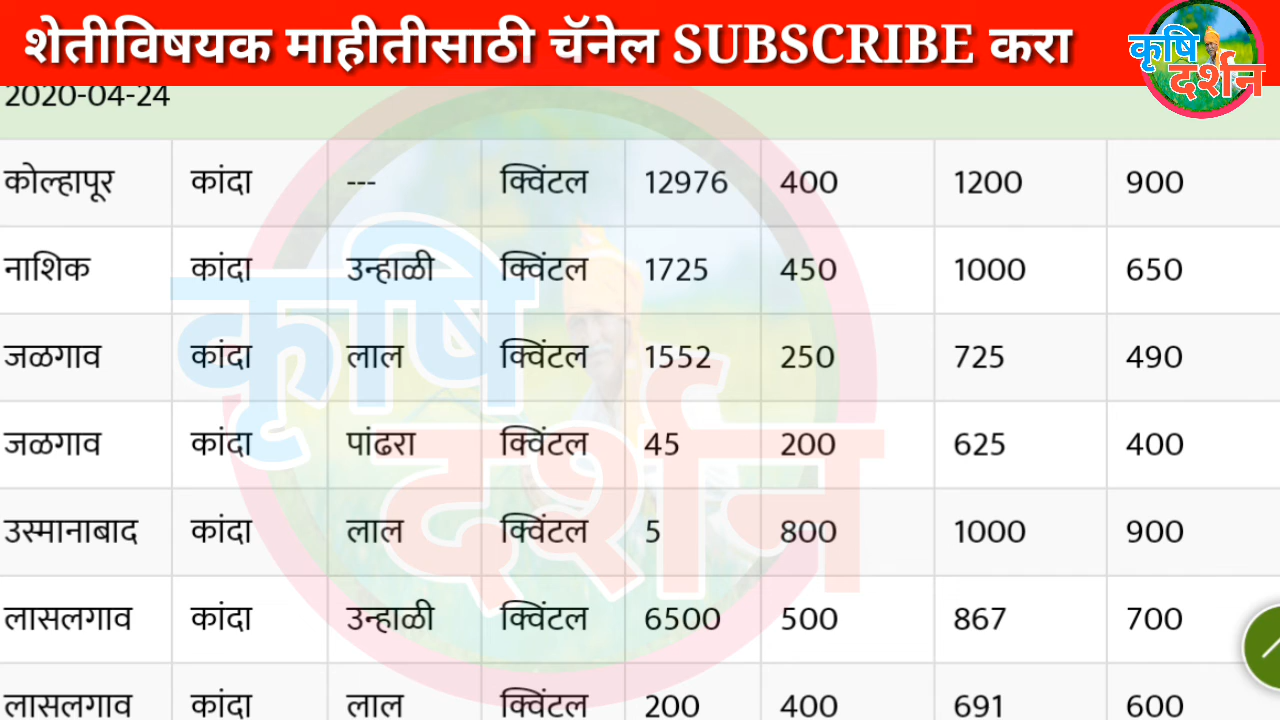 शेतीविषयक माहीतीसाठी चॅनेल SUBSCRIBE करा
कृषि
दर्शन
2020-04-24
कोल्हापूर कांदा --- क्विंटल 12976 400 1200 900
नाशिक कांदा उन्हाळी क्विंटल 1725 450 1000 650
जळगाव कांदा लाल क्विंटल 1552 250 725 490
जळगाव कांदा पांढरा क्विंटल 45 200 625 400
उस्मानाबाद कांदा लाल क्विंटल 5 800 1000 900
लासलगाव कांदा उन्हाळी क्विंटल 6500 500 867 700
लासलगाव कांदा लाल क्विंटल 200 400 691 600
कृषि
दर्शन